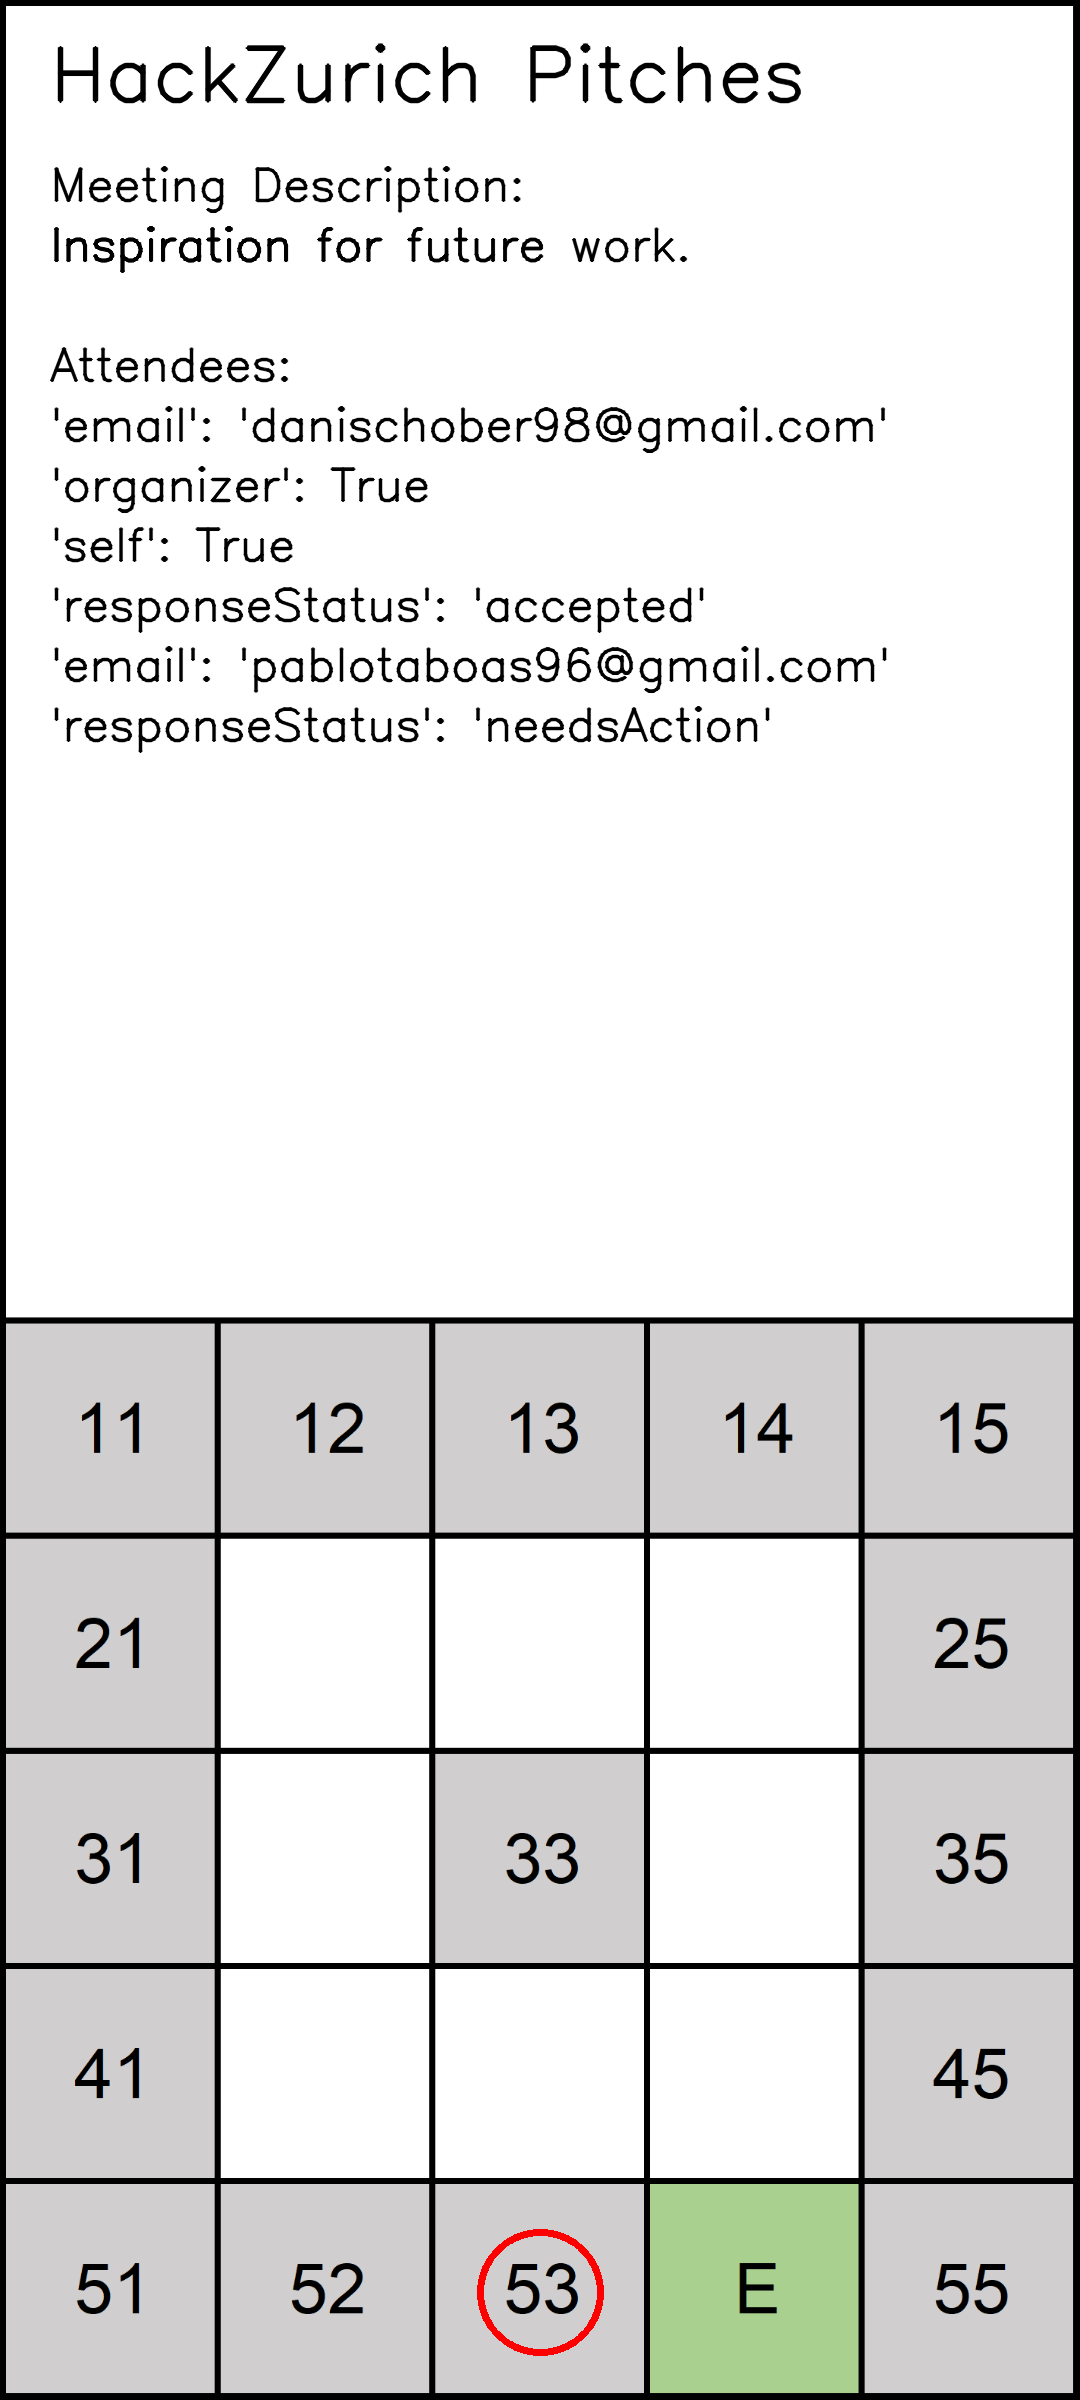 HackZurich Pitches
Meeting Description:
Inspiration for future work.
Attendees:
'email': 'danischober98@gmail.com'
'organizer': True
'self': True
'responseStatus': 'accepted'
'email': 'pablotaboas96@gmail.com'
'responseStatus': 'needsAction'
11 12 13 14 15
21 25
31 33 35
41 45
51 52 53 E 55